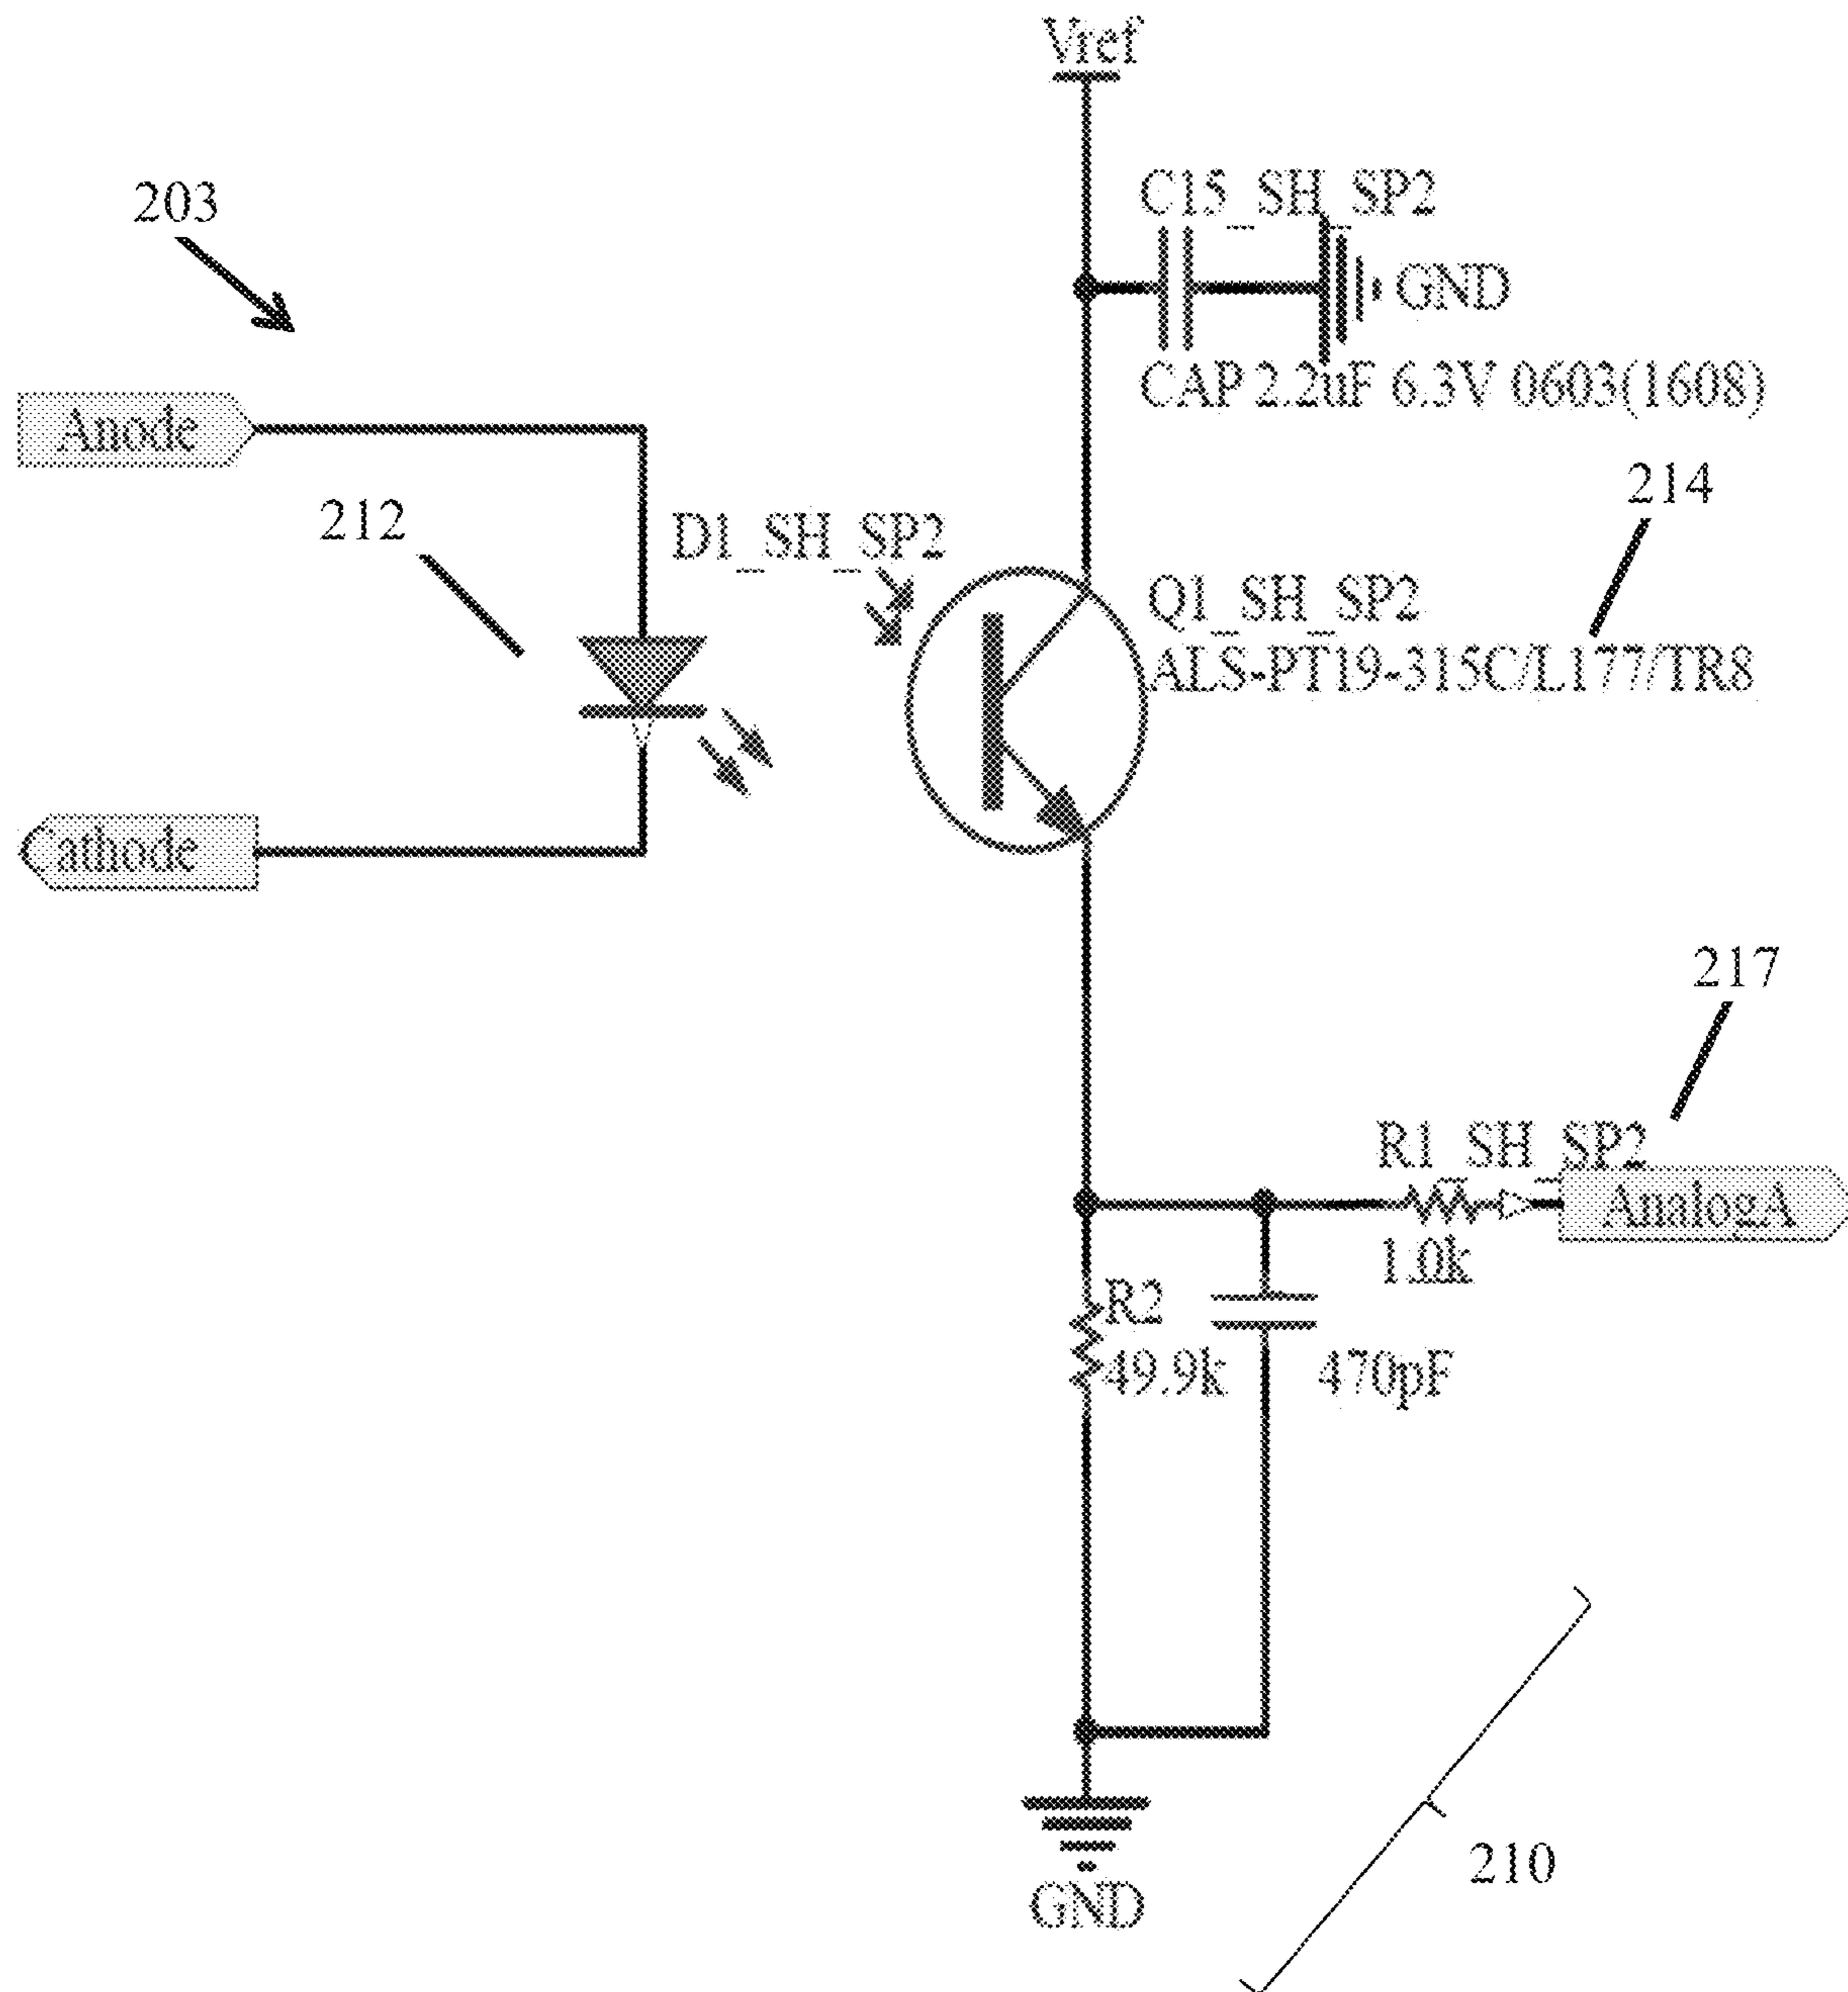 Vref
203
C15_SH_SP2
GND
CAP 2.2uF 6.3V 0603(1608)
Anode
212
D1_SH_SP2
214
Q1_SH_SP2
ALS-PT19-315C/L177/TR8
Cathode
217
R1_SH_SP2
AnalogA
1.0k
R2
49.9k
470pF
210
GND